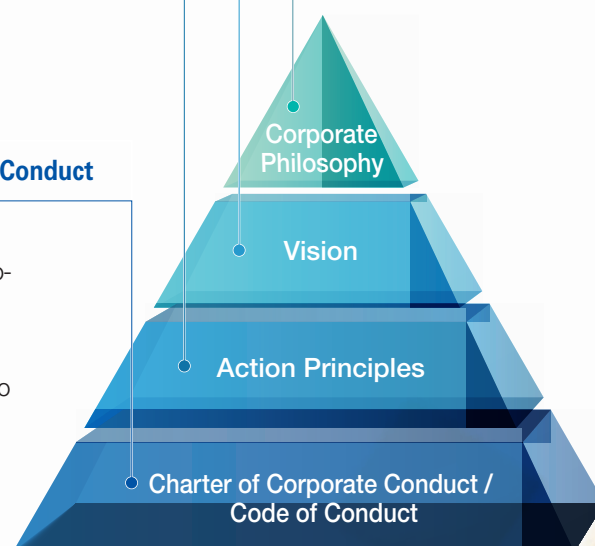 Corporate
Philosophy
Conduct
Vision
o-
Action Principles
o
Charter of Corporate Conduct /
Code of Conduct